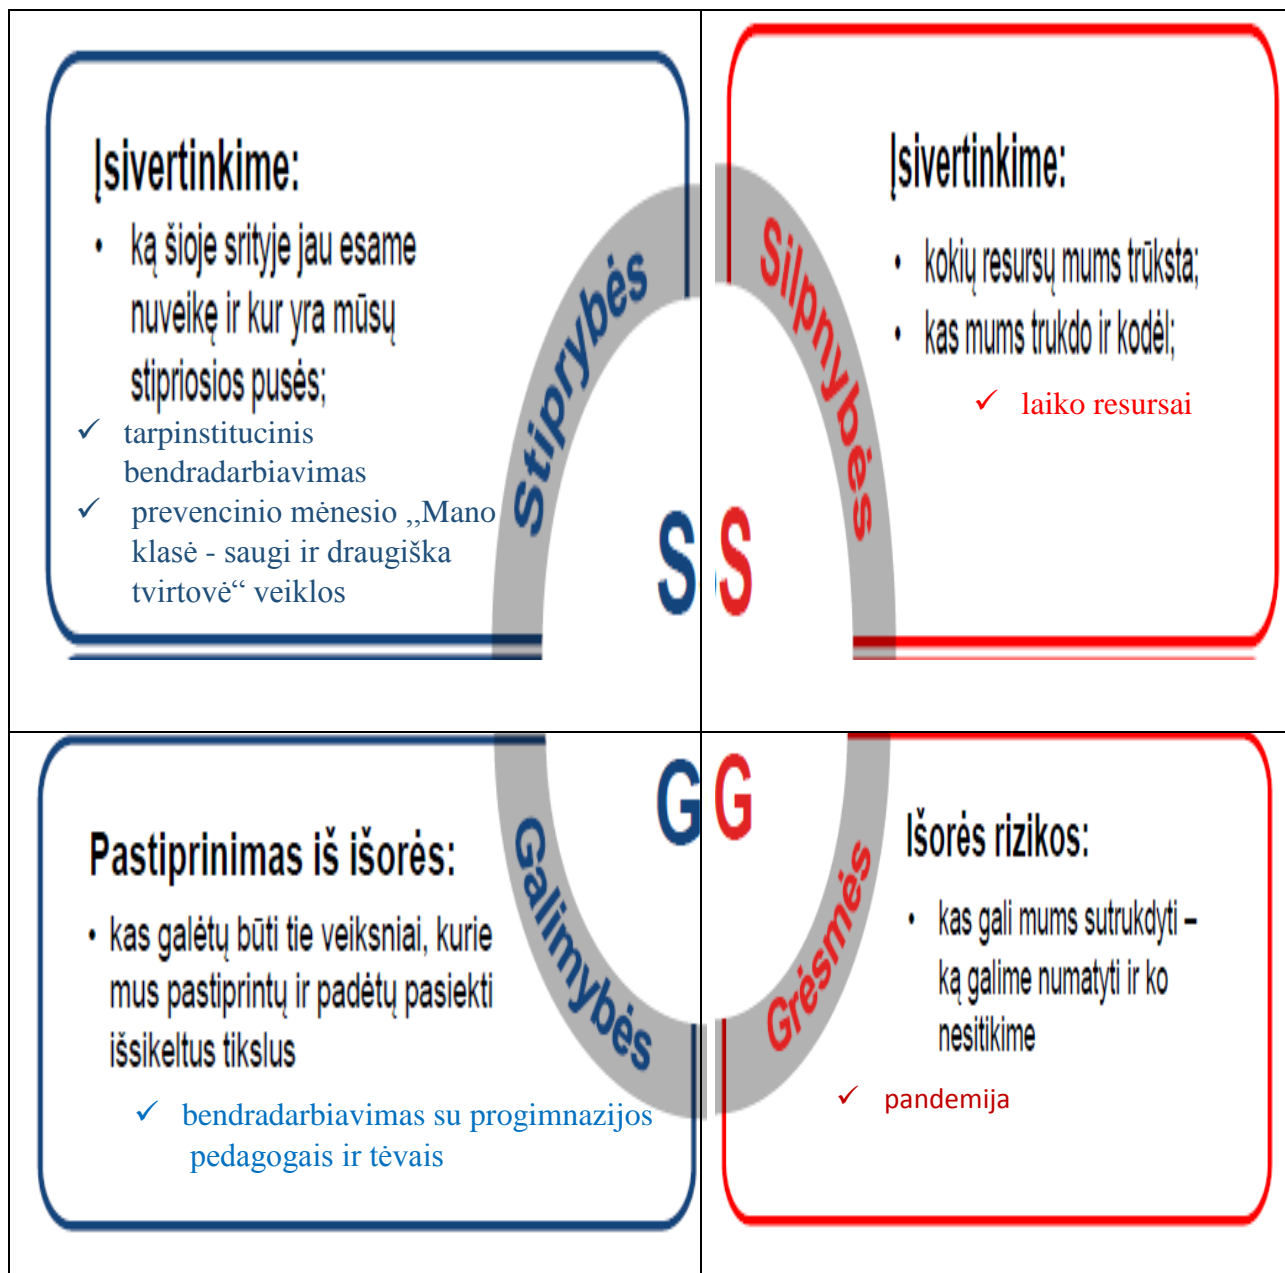 Įsivertinkime:
• ką šioje srityje jau esame
nuveikę ir kur yra mūsų
stipriosios pusės;
✓ tarpinstitucinis
bendradarbiavimas
✓ prevencinio mėnesio „Mano
klasė - saugi ir draugiška
tvirtovė“ veiklos
Stiprybės
S
Įsivertinkime:
• kokių resursų mums trūksta;
• kas mums trukdo ir kodėl;
✓ laiko resursai
Silpnybės
S
Pastiprinimas iš išorės:
• kas galėtų būti tie veiksniai, kurie
mus pastiprintų ir padėtų pasiekti
išsikeltus tikslus
✓ bendradarbiavimas su progimnazijos
pedagogais ir tėvais
Galimybės
G
Išorės rizikos:
• kas gali mums sutrukdyti –
ką galime numatyti ir ko
nesitikime
✓ pandemija
Grėsmės
G